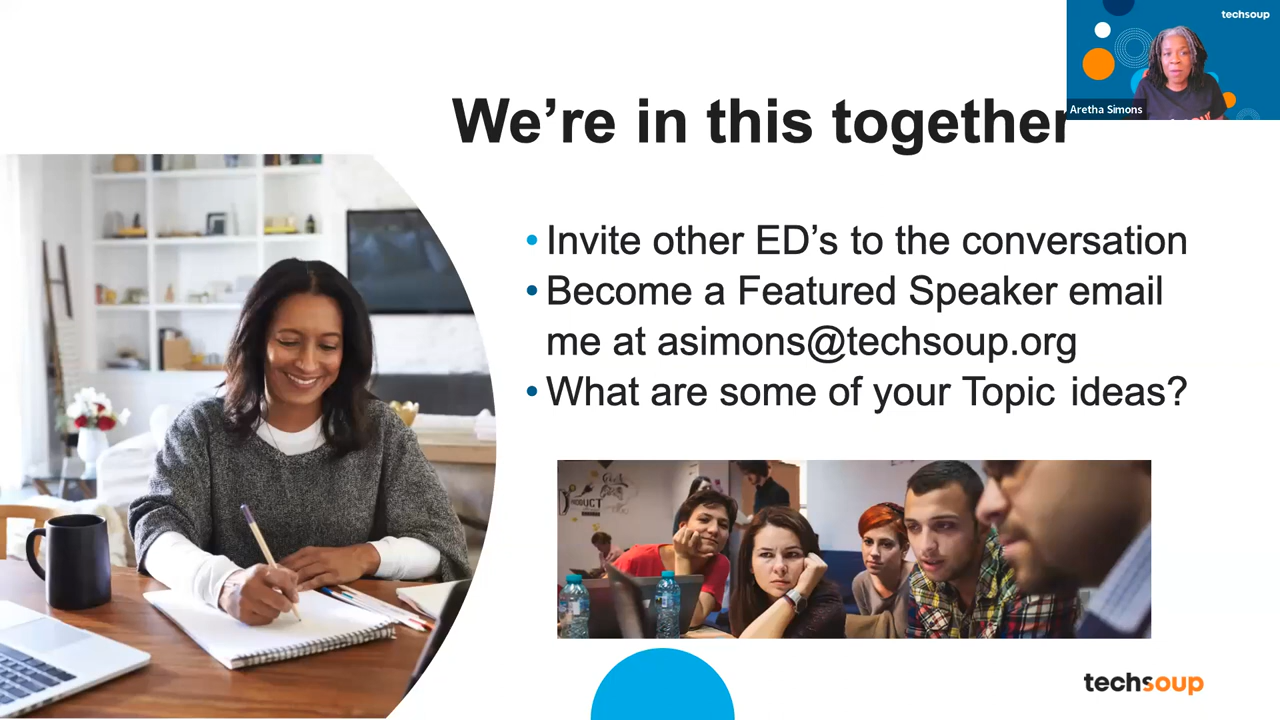 techsoup
Aretha Simons
We're in this together
• Invite other ED's to the conversation
• Become a Featured Speaker email
me at asimons@techsoup.org
• What are some of your Topic ideas?
PRODUCT
techsoup